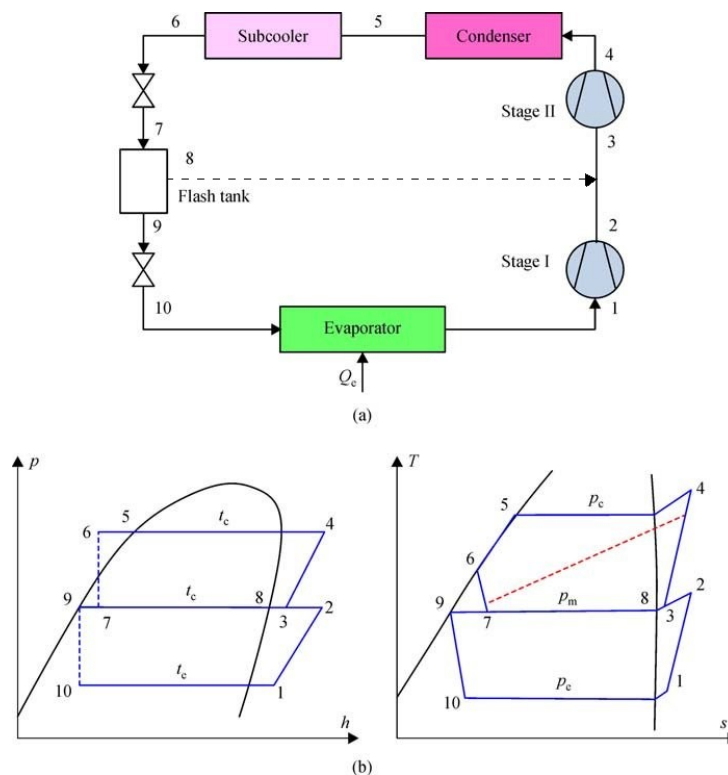 6
Subcooler
5
Condenser
4
Stage II
3
7
8
Flash tank
9
2
Stage I
1
10
Evaporator
Qe
(a)
p
T
4
5
pc
5
tc
4
6
6
2
9
tc
8
9
pm
8
3
2
7
3
7
te
pe
1
10
1
10
h
s
(b)